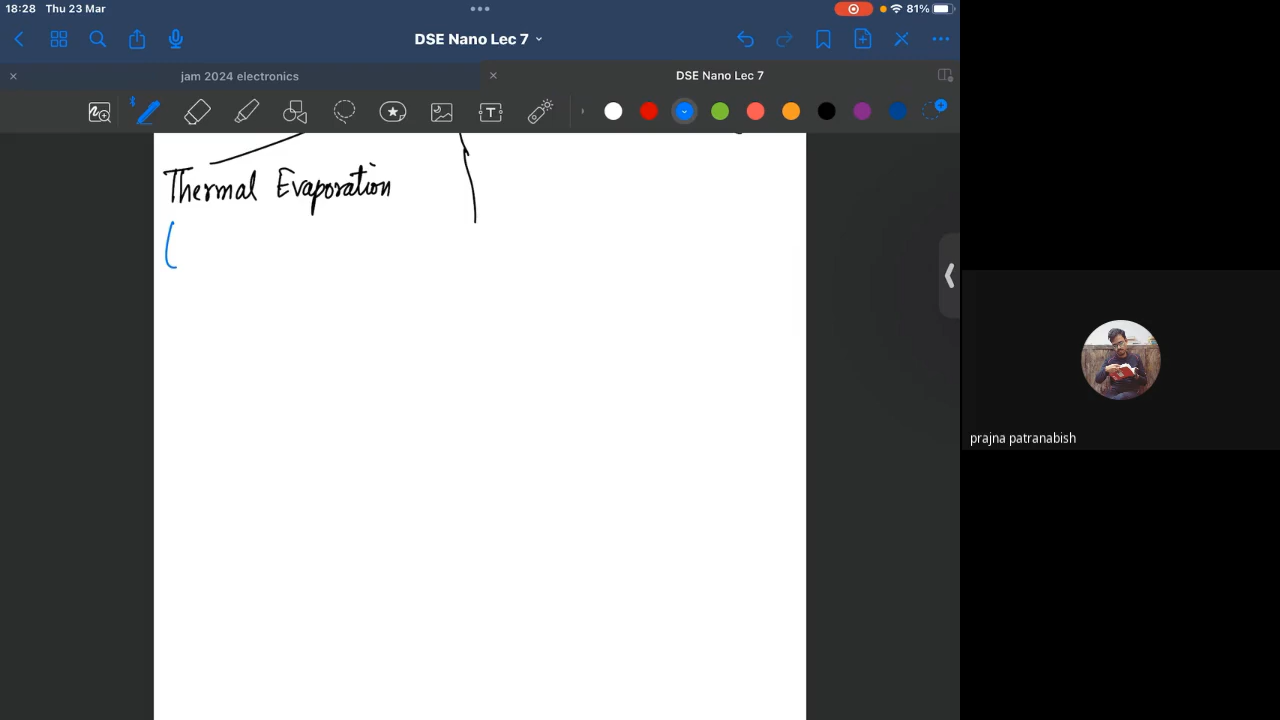 18:28 Thu 23 Mar
81%
DSE Nano Lec 7
jam 2024 electronics
DSE Nano Lec 7
T
Thermal Evaporation
(
prajna patranabish